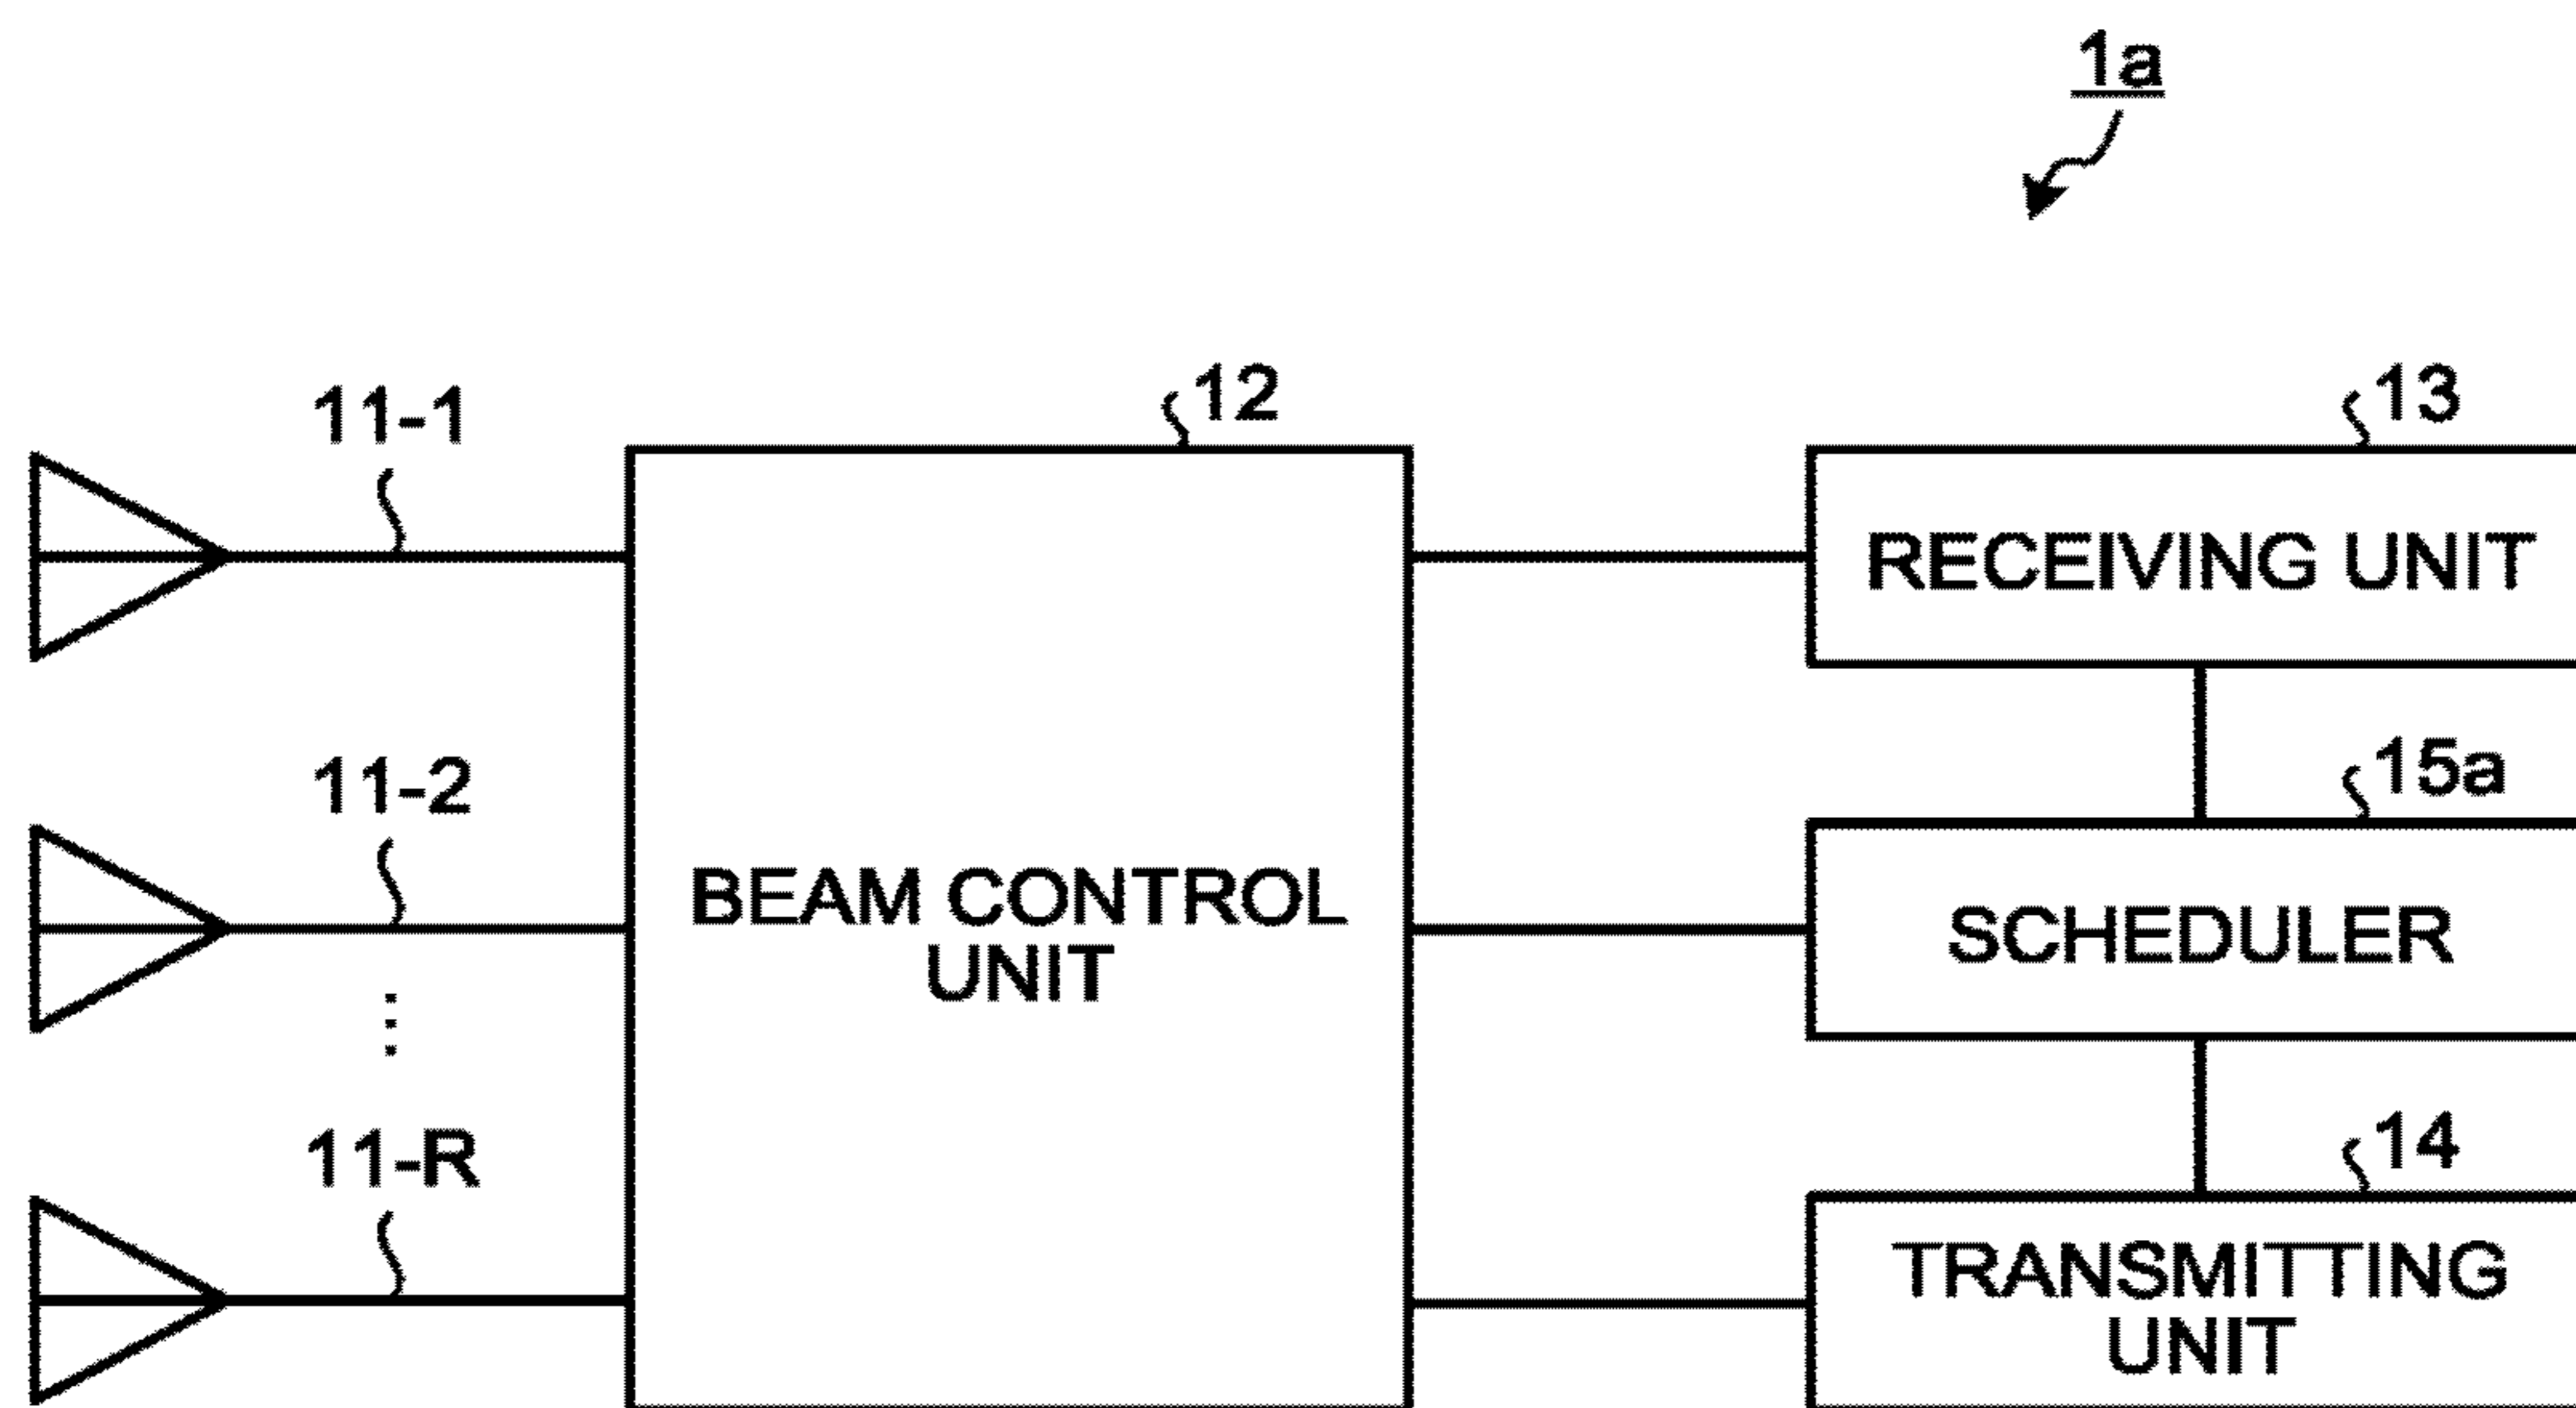 1a
11-1
12
13
RECEIVING UNIT
11-2
15a
BEAM CONTROL
UNIT
SCHEDULER
11-R
14
TRANSMITTING
UNIT